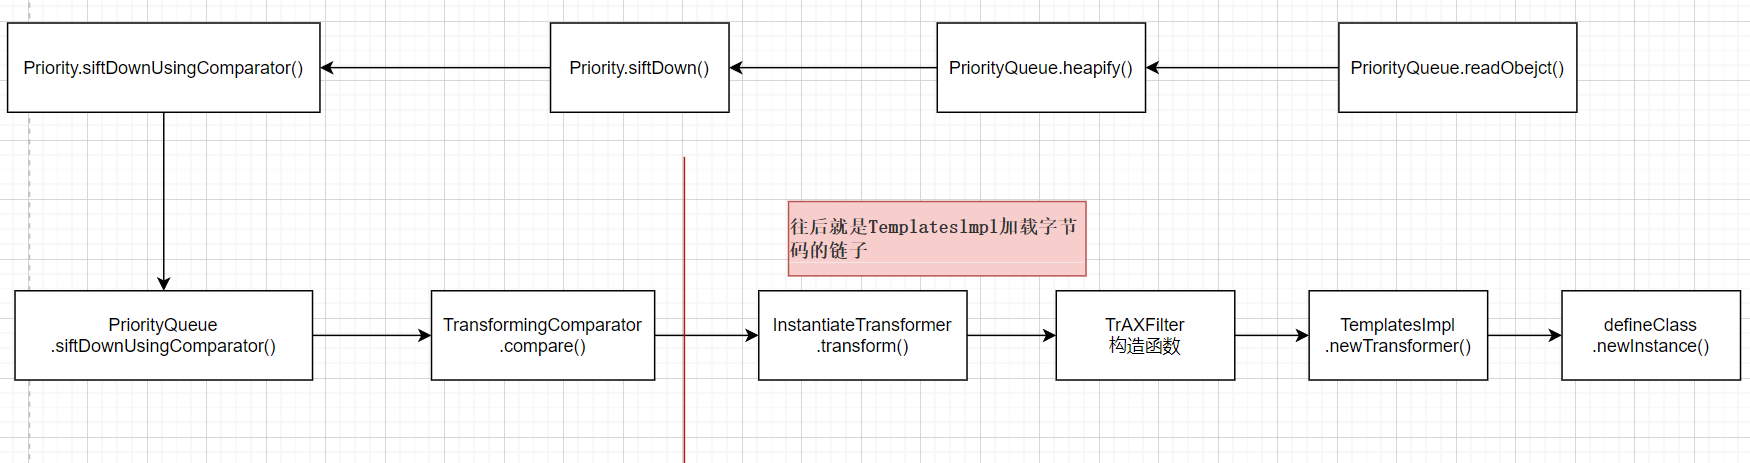 Priority.siftDownUsingComparator()
Priority.siftDown()
PriorityQueue.heapify()
PriorityQueue.readObejct()
往后就是Templateslmpl加载字节
码的链子
PriorityQueue
.siftDownUsingComparator()
TransformingComparator
.compare()
InstantiateTransformer
.transform()
TrAXFilter
构造函数
TemplatesImpl
.newTransformer()
defineClass
.newInstance()